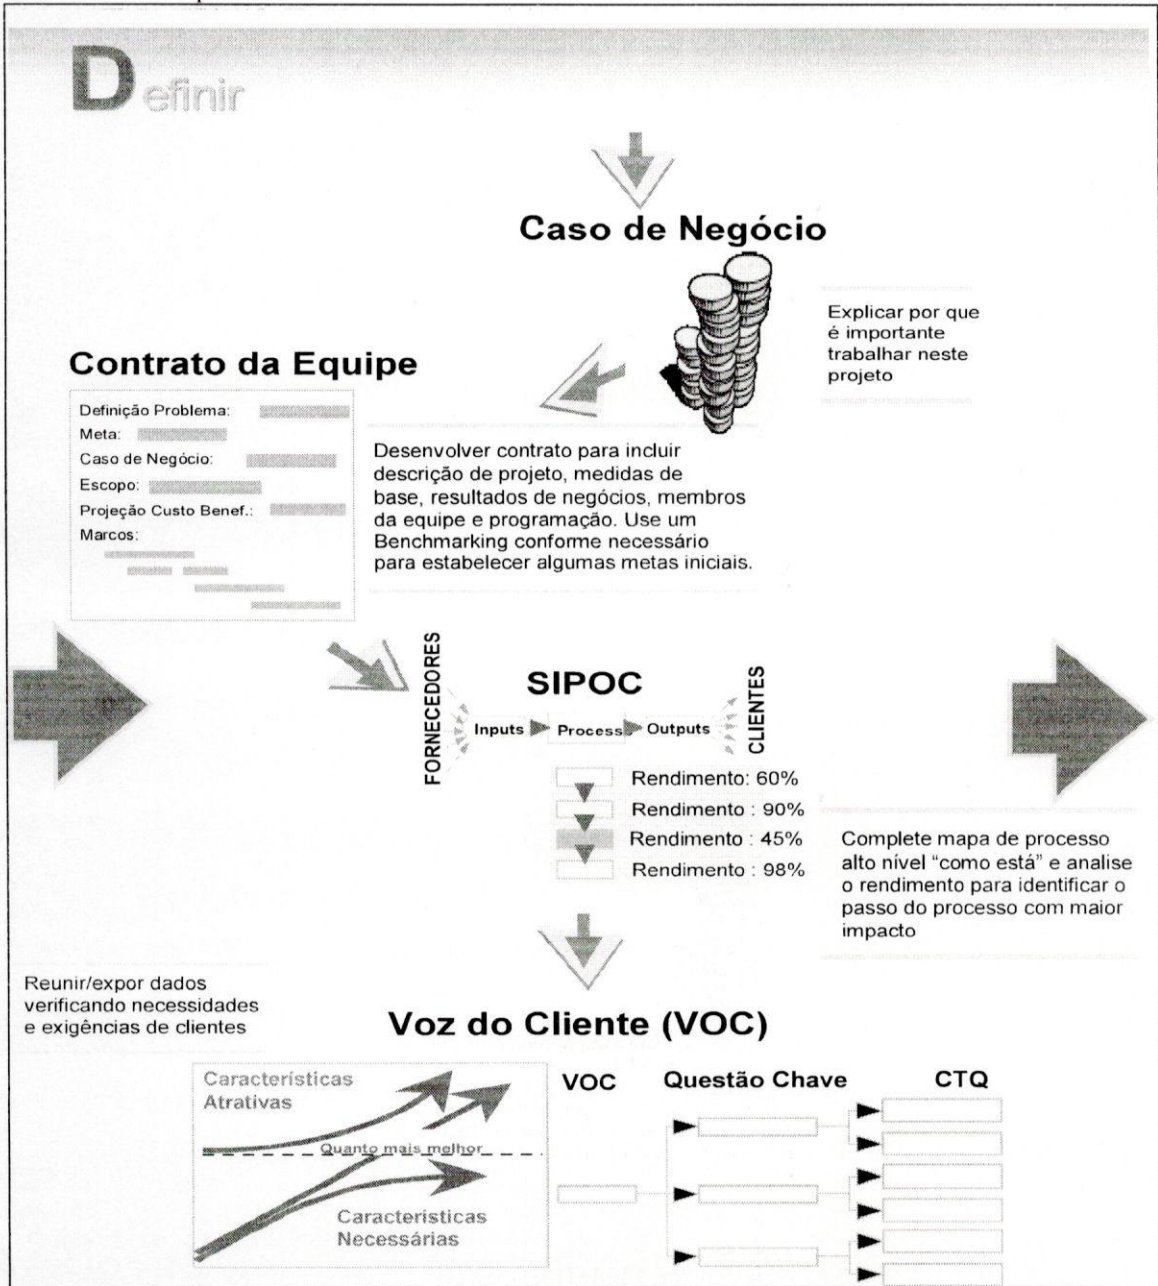 Definir
Caso de Negócio
Explicar por que
é importante
trabalhar neste
projeto
Contrato da Equipe
Definição Problema:
Meta:
Caso de Negócio:
Escopo:
Projeção Custo Benef.:
Marcos:
Desenvolver contrato para incluir
descrição de projeto, medidas de
base, resultados de negócios, membros
da equipe e programação. Use um
Benchmarking conforme necessário
para estabelecer algumas metas iniciais.
SIPOC
FORNECEDORES
Inputs
Process
Outputs
CLIENTES
Rendimento: 60%
Rendimento : 90%
Rendimento : 45%
Rendimento : 98%
Complete mapa de processo
alto nível “como está” e analise
o rendimento para identificar o
passo do processo com maior
impacto
Reunir/expor dados
verificando necessidades
e exigências de clientes
Voz do Cliente (VOC)
Características
Atrativas
Quanto mais melhor
Características
Necessárias
VOC
Questão Chave
CTQ